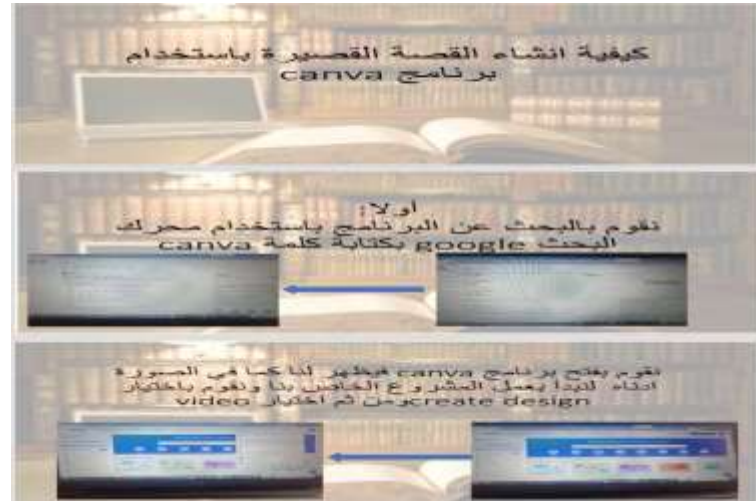 كيفية انشاء القصة القصيرة باستخدام
برنامج canva
اولا:
نقوم بالبحث عن البرنامج باستخدام محرك
البحث google بكتابة كلمة canva
نقوم بفتح برنامج canva فيظهر لنا كما في الصورة
ادناه لنبدأ بعمل المشروع الخاص بنا ونقوم باختيار
create design ومن ثم اختيار video